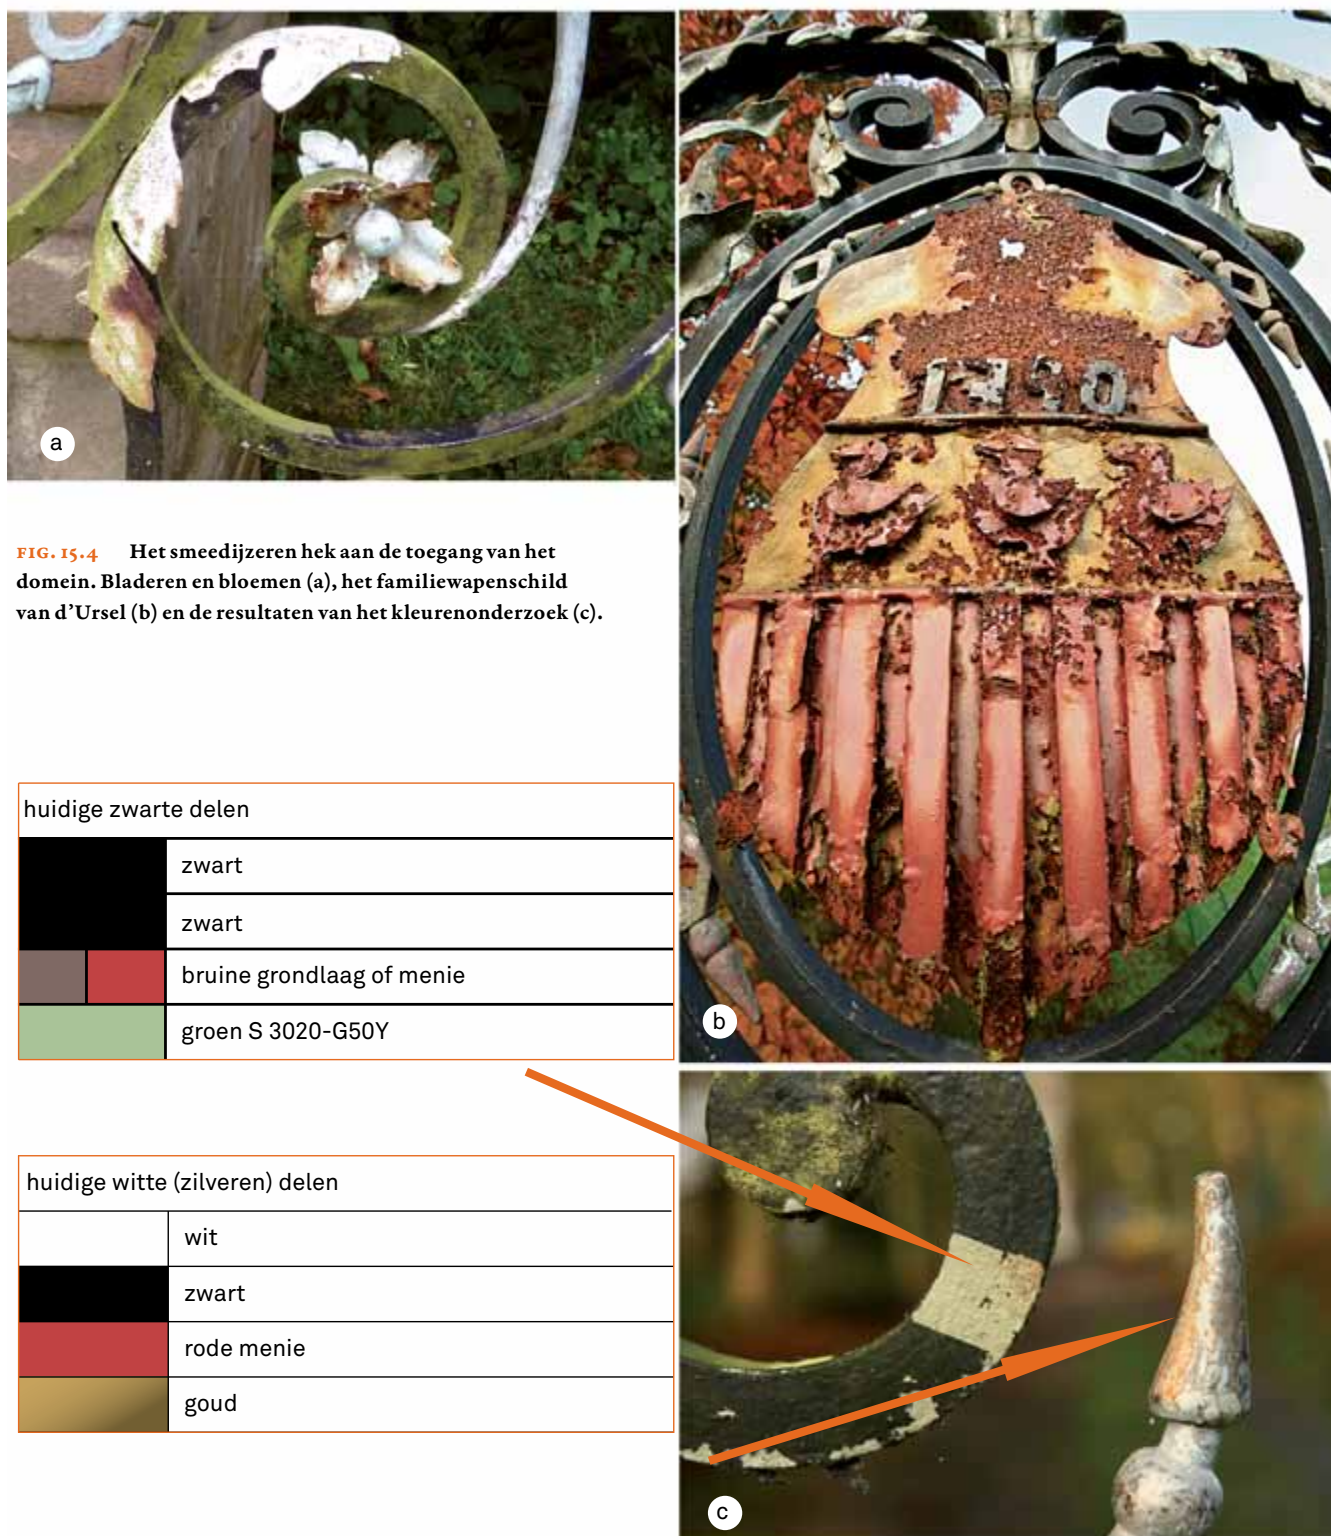 a
FIG. 15.4 Het smeedijzeren hek aan de toegang van het
domein. Bladeren en bloemen (a), het familiewapenschild
van d'Ursel (b) en de resultaten van het kleurenonderzoek (c).
huidige zwarte delen
zwart
zwart
bruine grondlaag of menie
groen S 3020-G50Y
huidige witte (zilveren) delen
wit
zwart
rode menie
goud
b
c